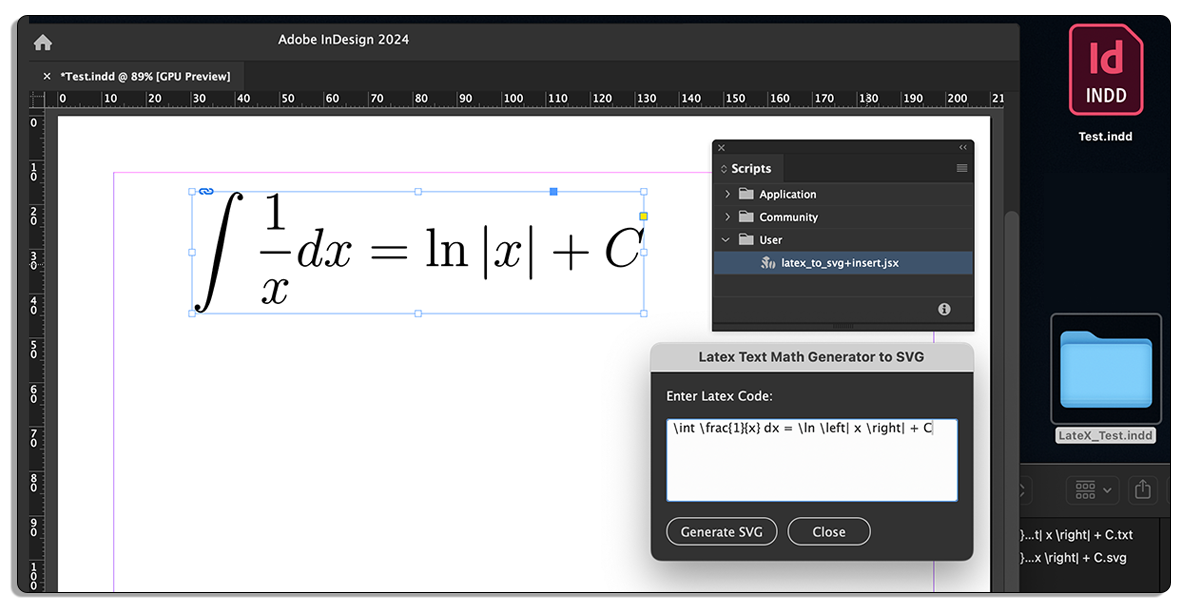 Adobe InDesign 2024
× *Test.indd @ 89% [GPU Preview]
0 10 20 30 40 50 60 70 80 90 100 110 120 130 140 150 160 170 180 190 200 21
0
10
20
30
40
50
60
70
80
90
100
∫ 1/x dx = ln |x| + C
Scripts
Application
Community
User
latex_to_svg+insert.jsx
Latex Text Math Generator to SVG
Enter Latex Code:
\int \frac{1}{x} dx = \ln \left| x \right| + C
Generate SVG Close
Id
INDD
Test.indd
LateX_Test.indd
}...t| x \right| + C.txt
}...x \right| + C.svg